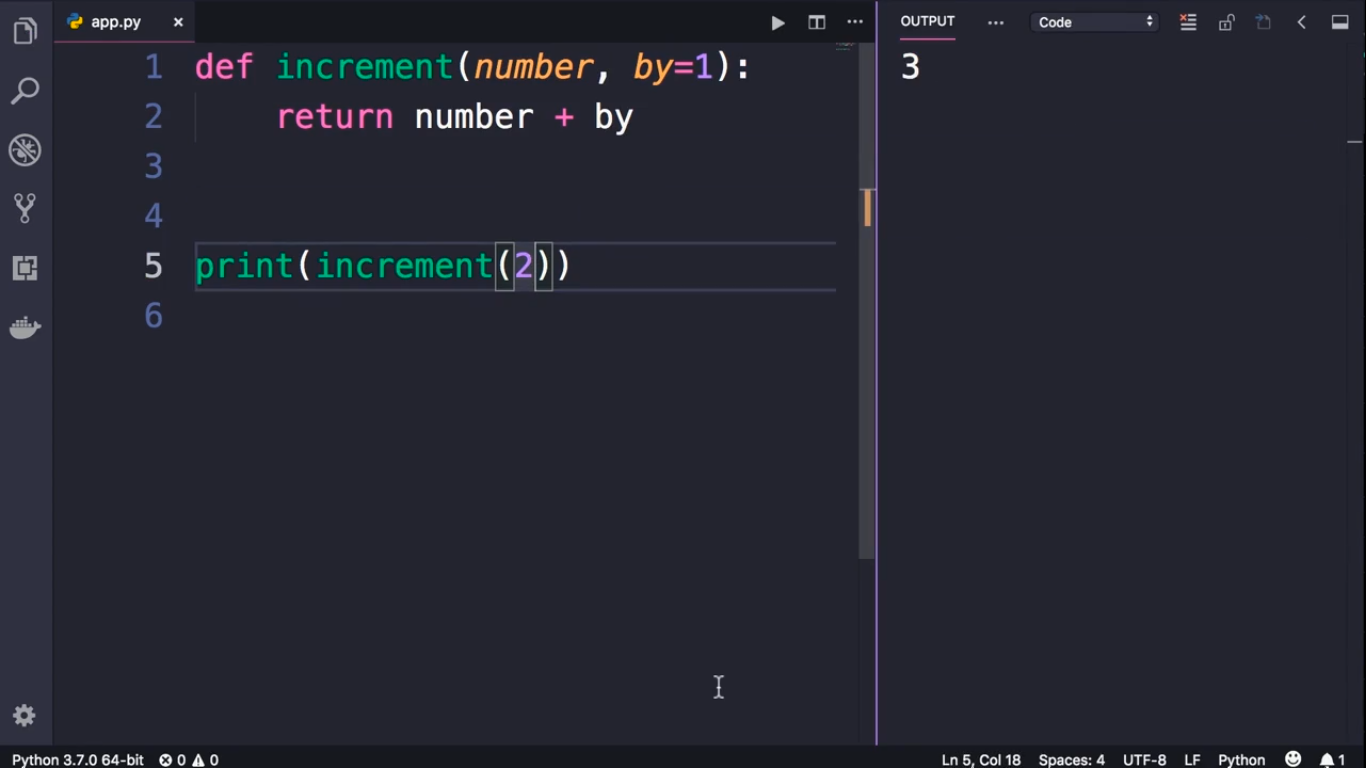 app.py
1 def increment(number, by=1):
2     return number + by
3
4
5 print(increment(2))
6
OUTPUT
Code
3
Python 3.7.0 64-bit 0 0 Ln 5, Col 18 Spaces: 4 UTF-8 LF Python 1